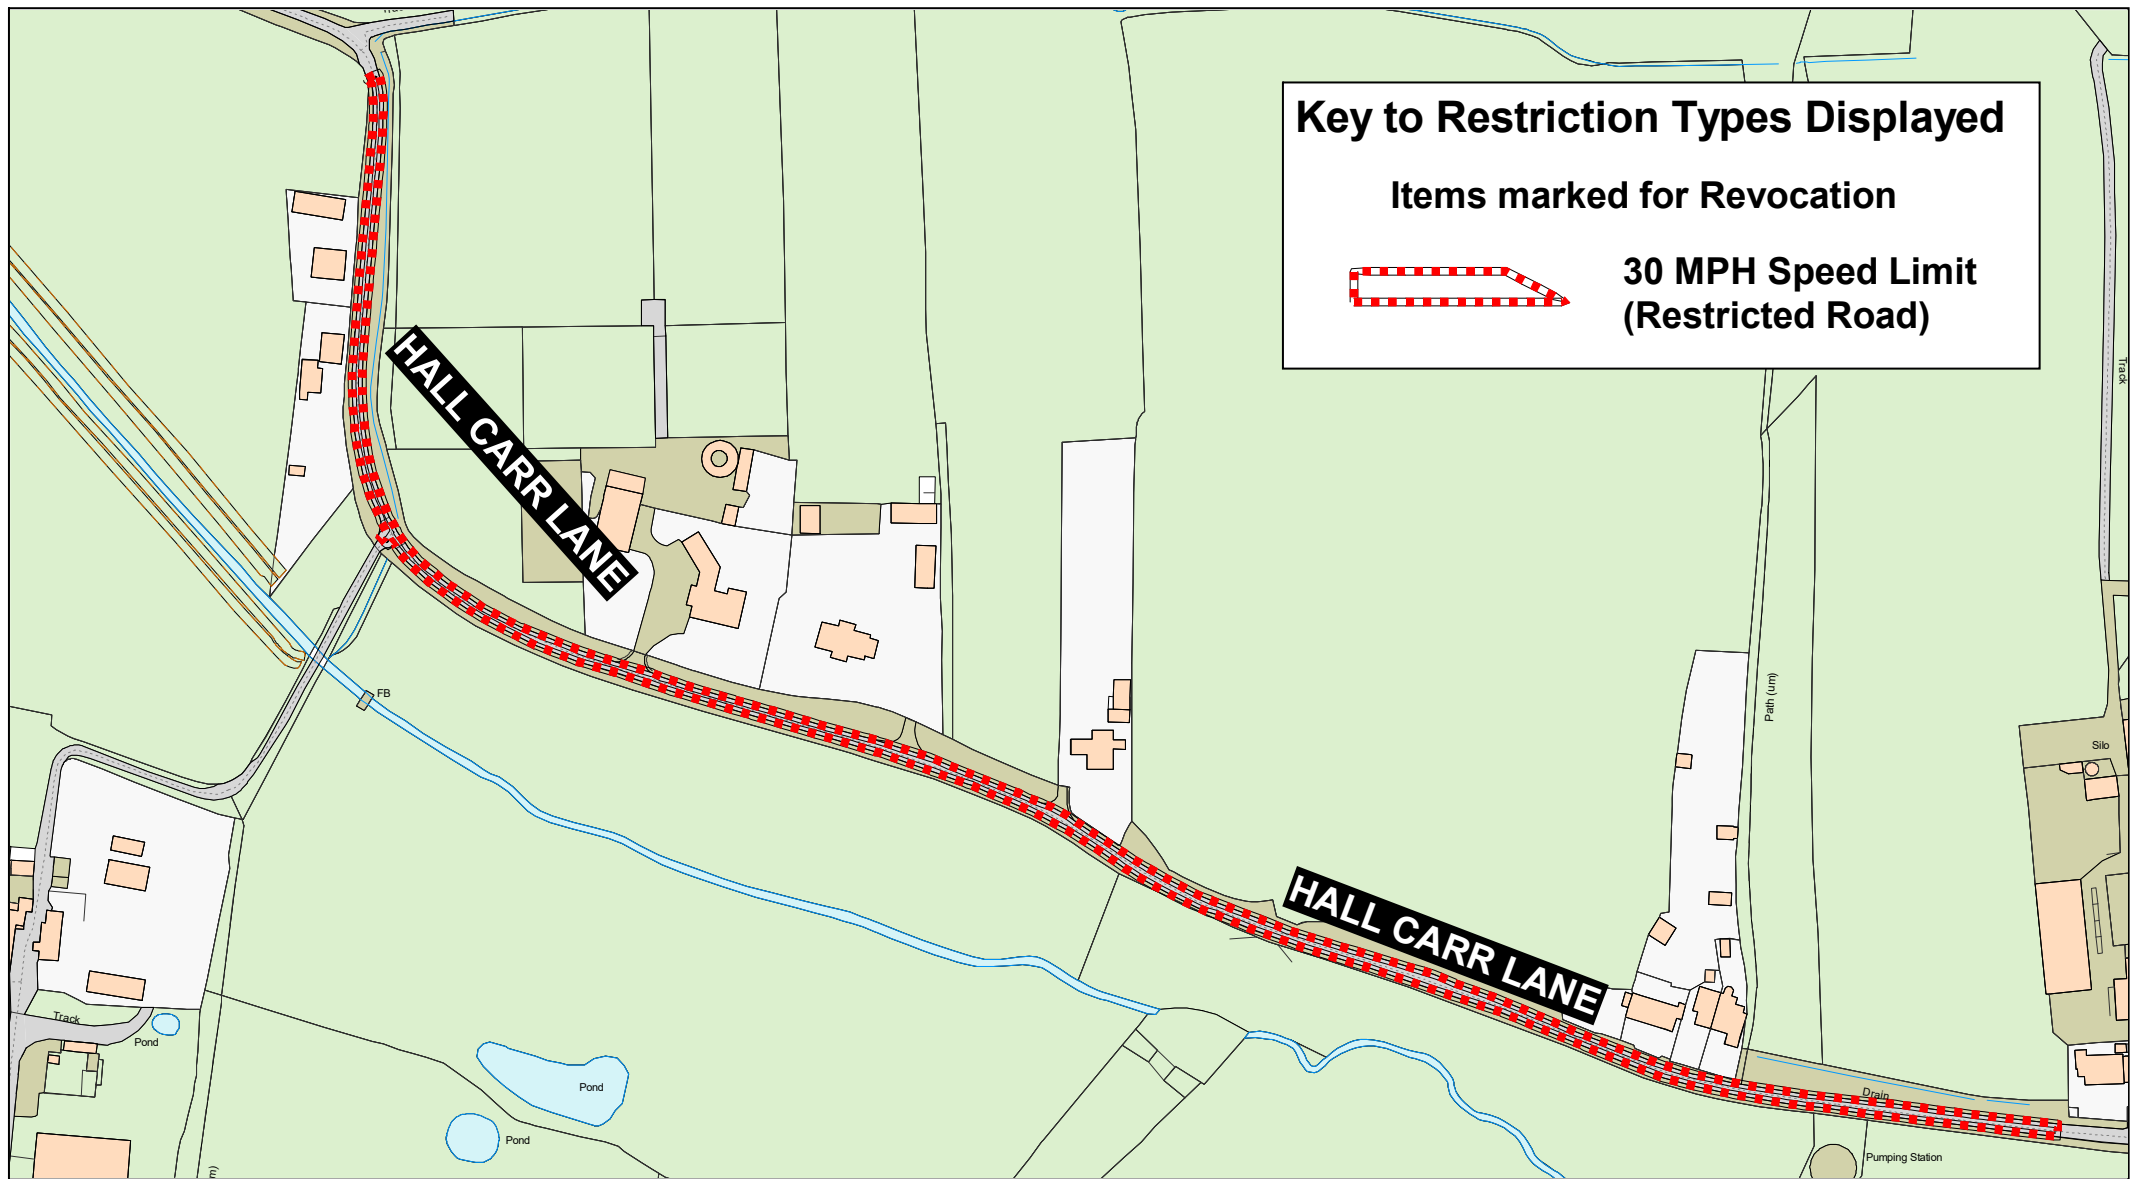 Key to Restriction Types Displayed
Items marked for Revocation
30 MPH Speed Limit
(Restricted Road)
HALL CARR LANE
Track
FB
Path (um)
Silo
HALL CARR LANE
Track
Pond
Pond
Pond
Drain
Pumping Station